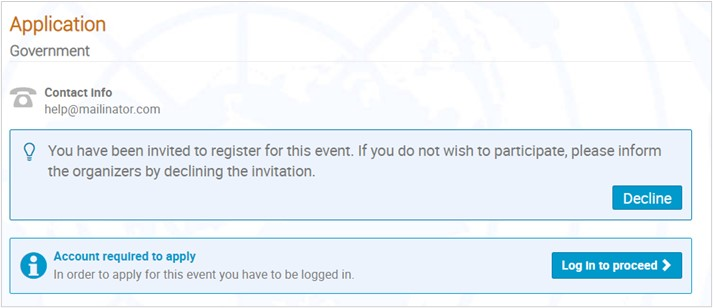 Application
Government
Contact info
help@mailinator.com
You have been invited to register for this event. If you do not wish to participate, please inform
the organizers by declining the invitation.
Decline
Account required to apply
In order to apply for this event you have to be logged in.
Log in to proceed